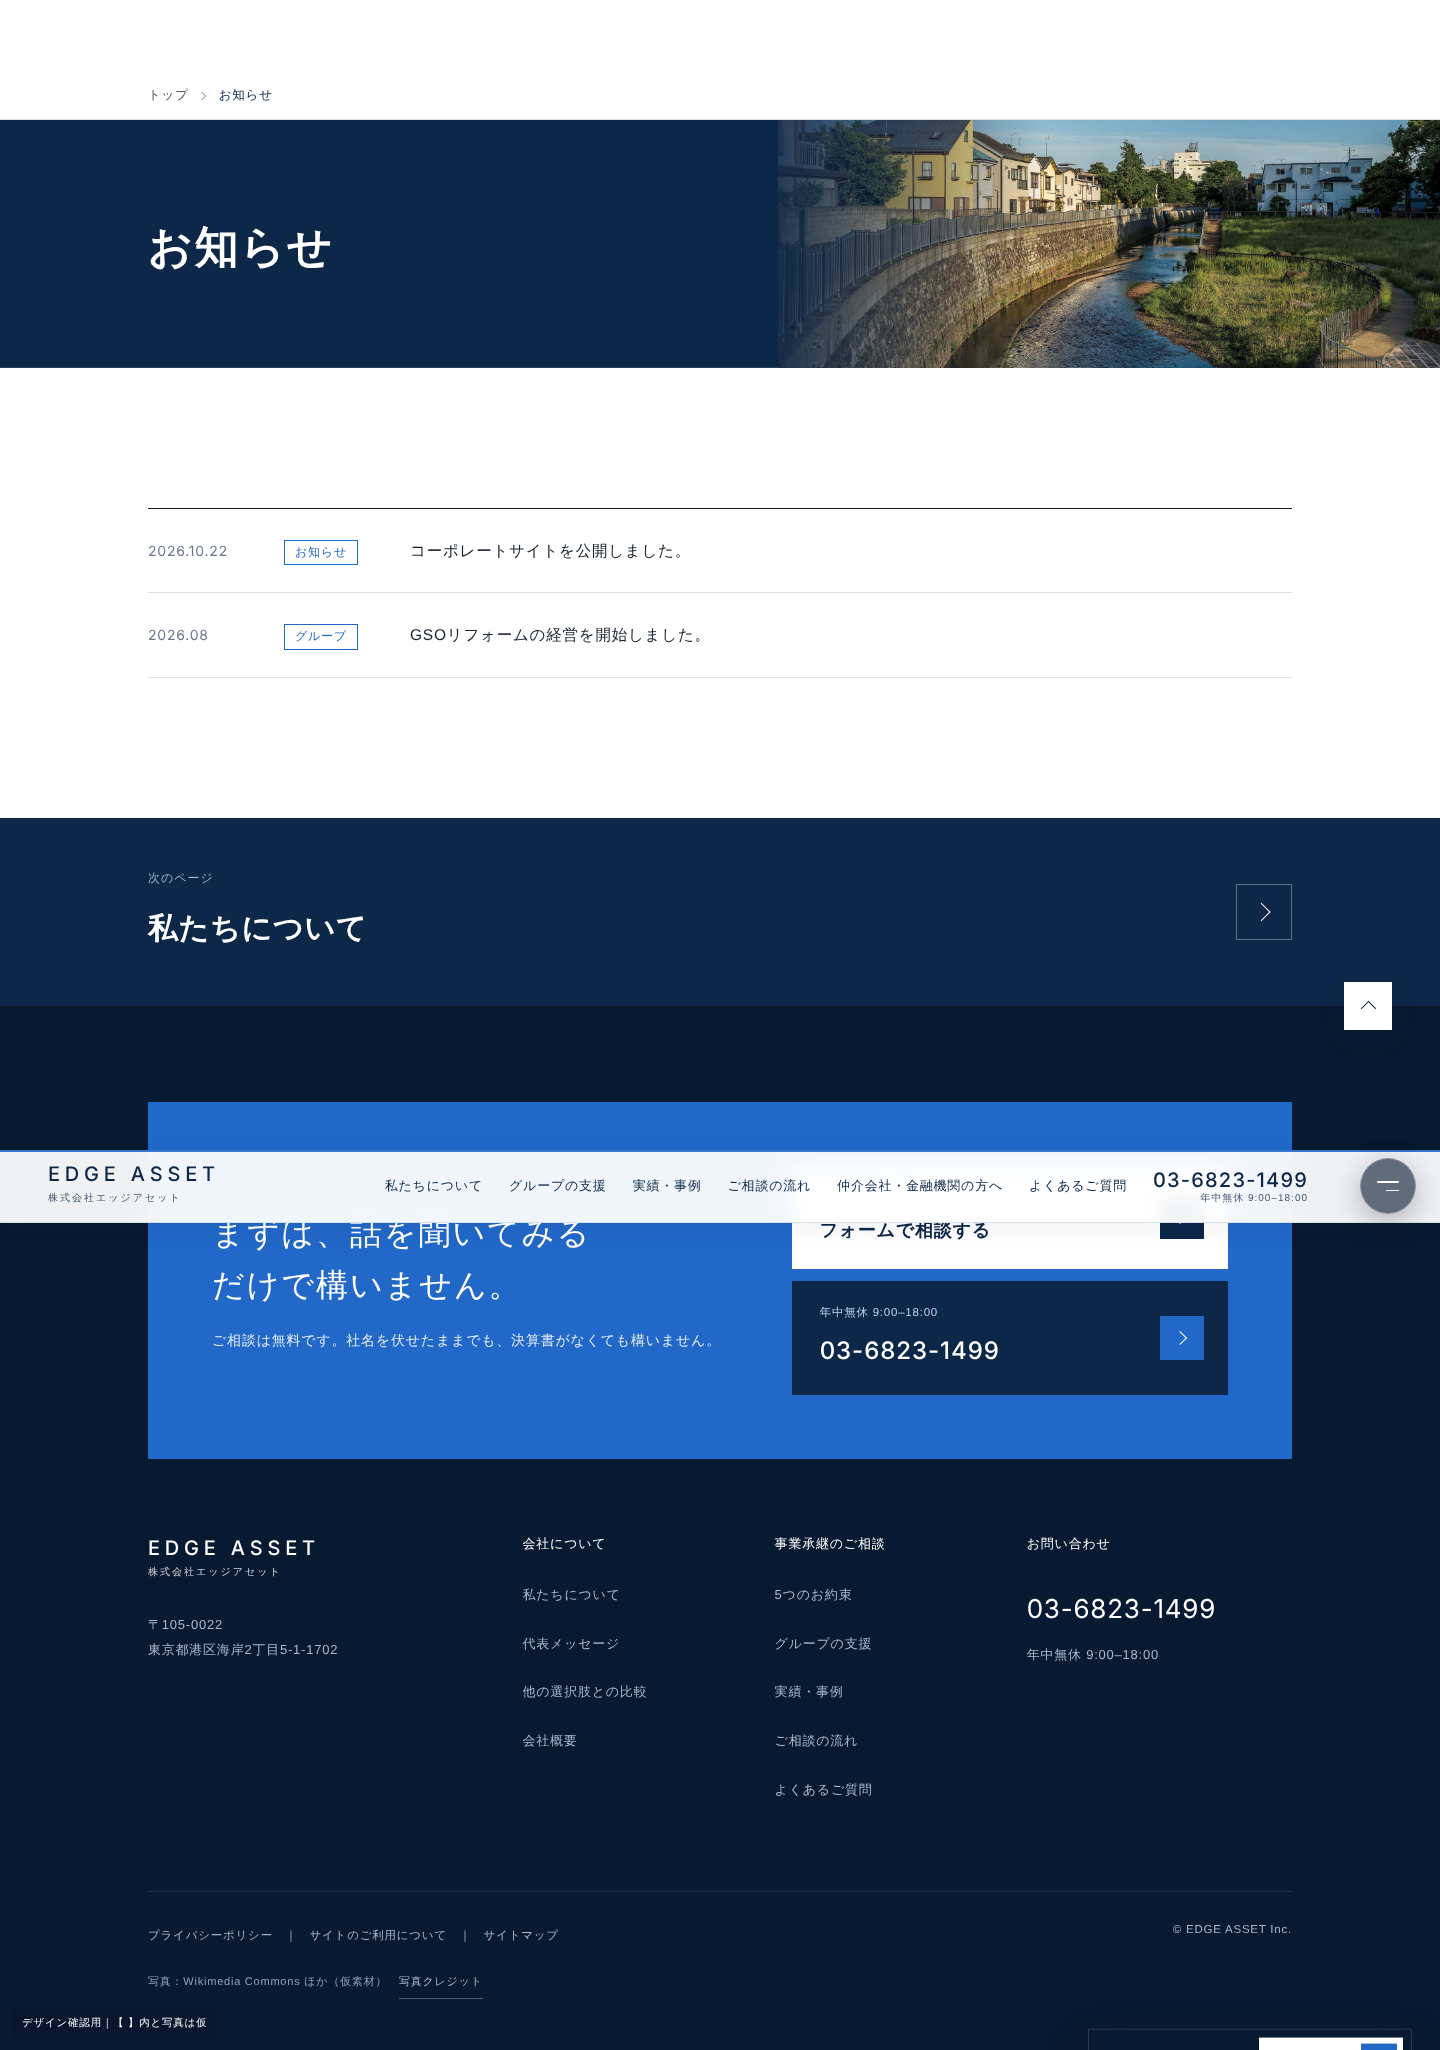 トップ お知らせ
お知らせ
2026.10.22 お知らせ コーポレートサイトを公開しました。
2026.08 グループ GSOリフォームの経営を開始しました。
次のページ
私たちについて
EDGE ASSET
株式会社エッジアセット
私たちについて グループの支援 実績・事例 ご相談の流れ 仲介会社・金融機関の方へ よくあるご質問
03-6823-1499
年中無休 9:00–18:00
まずは、話を聞いてみる
だけで構いません。
ご相談は無料です。社名を伏せたままでも、決算書がなくても構いません。
フォームで相談する
年中無休 9:00–18:00
03-6823-1499
EDGE ASSET
株式会社エッジアセット
〒105-0022
東京都港区海岸2丁目5-1-1702
会社について
私たちについて
代表メッセージ
他の選択肢との比較
会社概要
事業承継のご相談
5つのお約束
グループの支援
実績・事例
ご相談の流れ
よくあるご質問
お問い合わせ
03-6823-1499
年中無休 9:00–18:00
プライバシーポリシー | サイトのご利用について | サイトマップ
© EDGE ASSET Inc.
写真：Wikimedia Commons ほか（仮素材） 写真クレジット
デザイン確認用｜【 】内と写真は仮